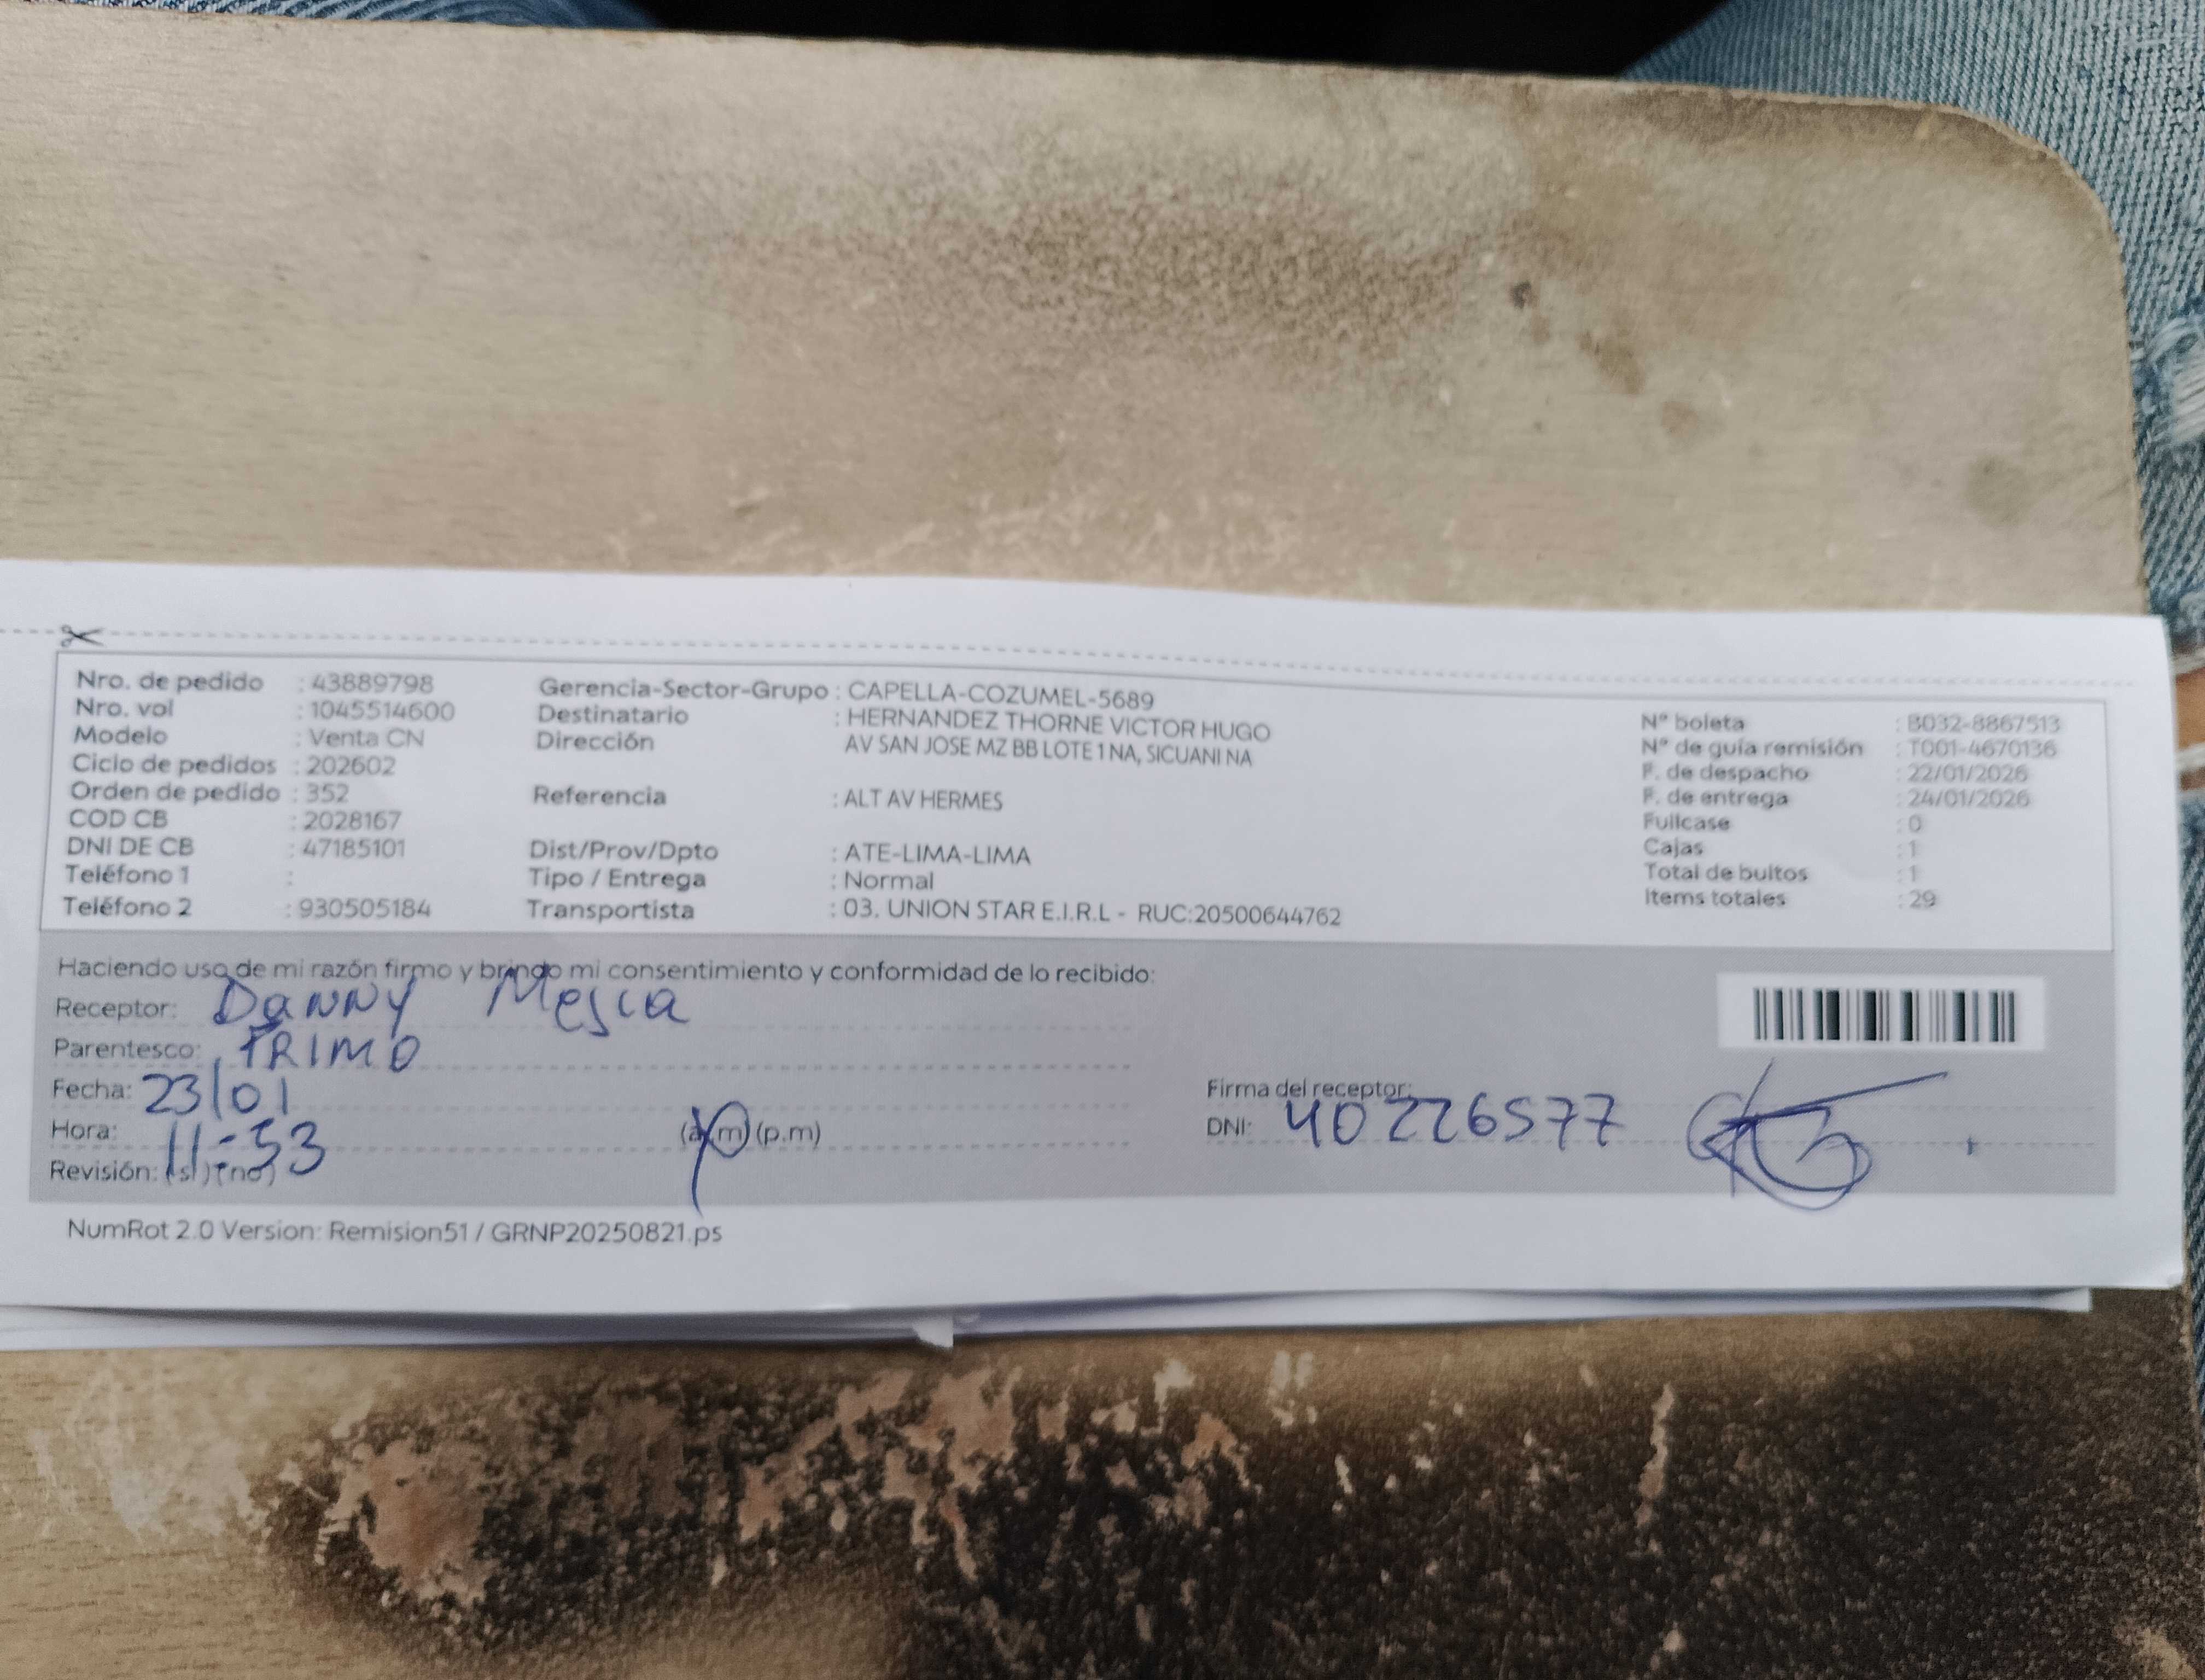 Nro. de pedido : 43889798
Nro. vol : 1045514600
Modelo : Venta CN
Ciclo de pedidos : 202602
Orden de pedido : 352
COD CB : 2028167
DNI DE CB : 47185101
Teléfono 1 :
Teléfono 2 : 930505184
Gerencia-Sector-Grupo : CAPELLA-COZUMEL-5689
Destinatario : HERNANDEZ THORNE VICTOR HUGO
Dirección AV SAN JOSE MZ BB LOTE 1 NA, SICUANI NA
Referencia : ALT AV HERMES
Dist/Prov/Dpto : ATE-LIMA-LIMA
Tipo / Entrega : Normal
Transportista : 03. UNION STAR E.I.R.L - RUC:20500644762
N° boleta : B032-8867513
N° de guía remisión : T001-4670136
F. de despacho : 22/01/2026
F. de entrega : 24/01/2026
Fullcase : 0
Cajas : 1
Total de bultos : 1
Items totales : 29
Haciendo uso de mi razón firmo y brindo mi consentimiento y conformidad de lo recibido:
Receptor: Danny Mejia
Parentesco: PRIMO
Fecha: 23/01
Hora: 11:53 (a.m) (p.m)
Revisión: (si) (no)
Firma del receptor:
DNI: 40226577
NumRot 2.0 Version: Remision51 / GRNP20250821.ps